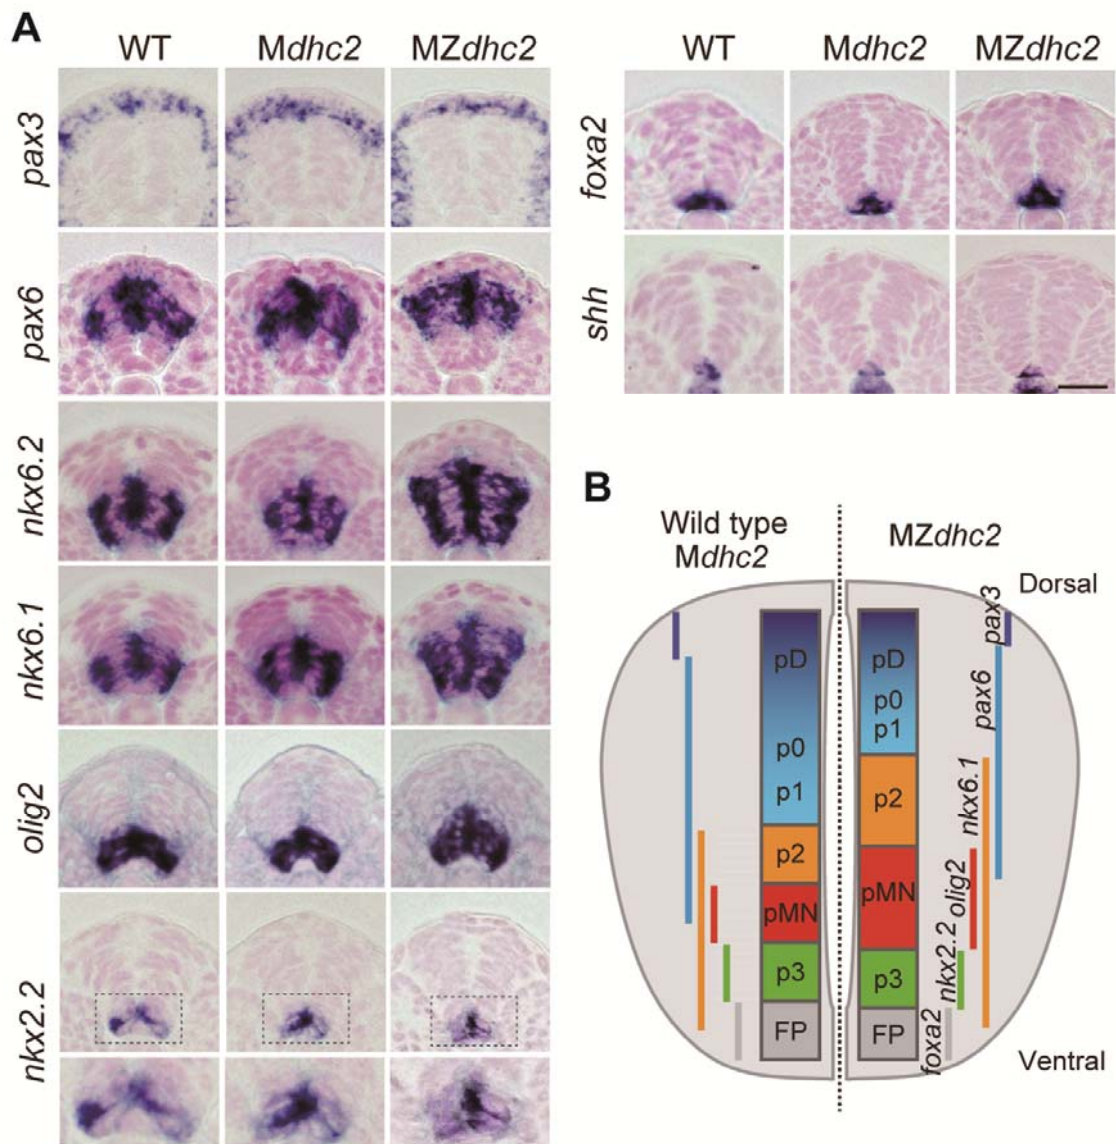 A
WT
Mdhc2
MZdhc2
pax3
pax6
nkx6.2
nkx6.1
olig2
nkx2.2
WT
Mdhc2
MZdhc2
foxa2
shh
B
Wild type
Mdhc2
MZdhc2
Dorsal
pD
p0
p1
p2
pMN
p3
FP
pD
p0
p1
p2
pMN
p3
FP
pax3
pax6
nkx6.1
olig2
nkx2.2
foxa2
Ventral